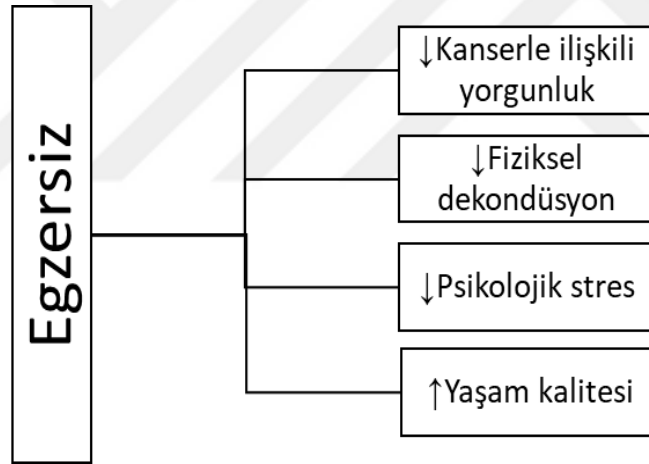 Egzersiz
↓Kanserle ilişkili
yorgunluk
↓Fiziksel
dekondüsyon
↓Psikolojik stres
↑Yaşam kalitesi